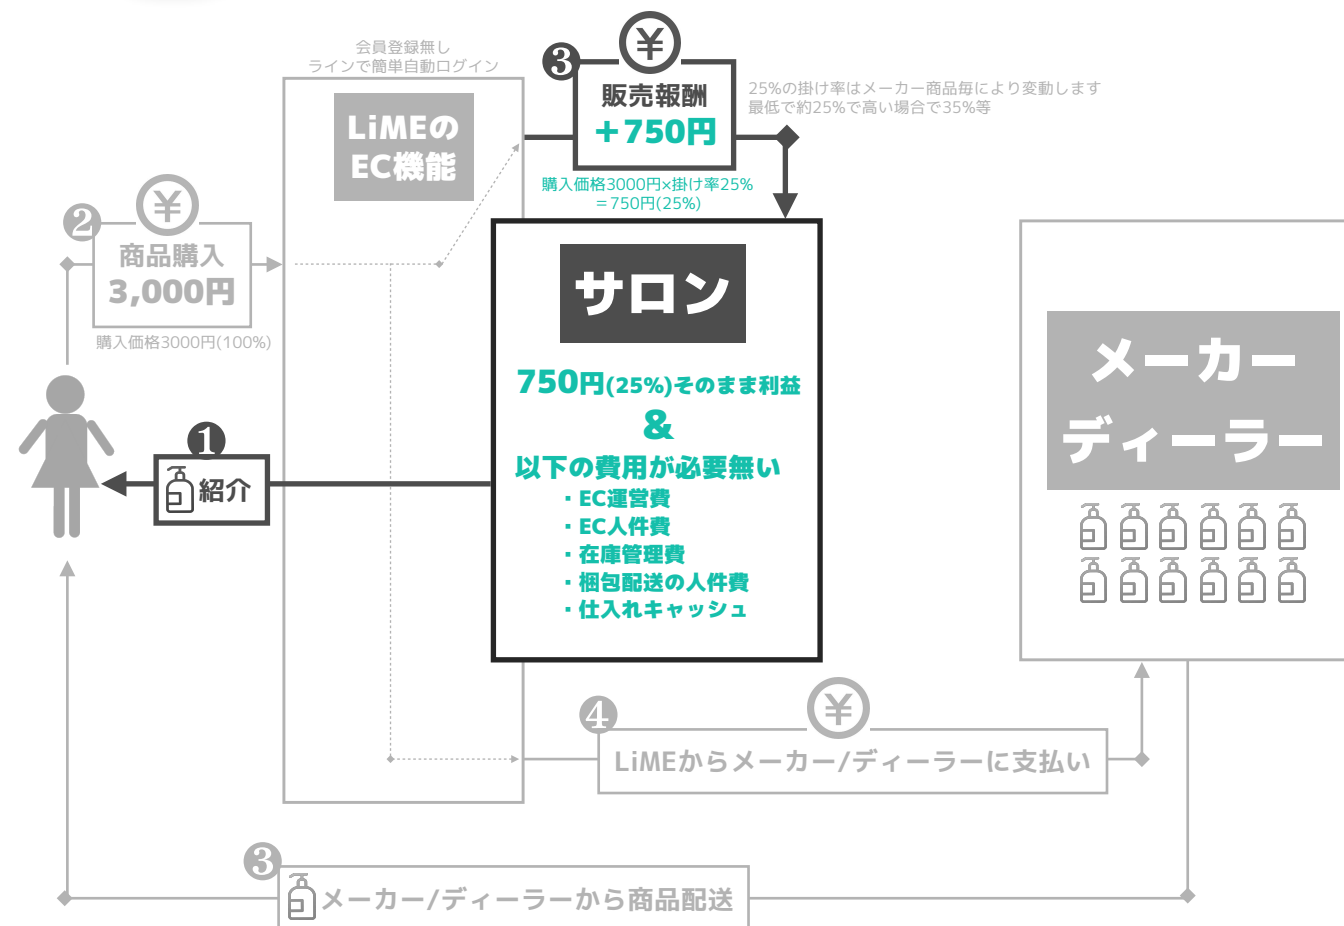 会員登録無し
ラインで簡単自動ログイン
LiMEの
EC機能
3
¥
販売報酬
+750円
購入価格3000円×掛け率25%
=750円(25%)
25%の掛け率はメーカー商品毎により変動します
最低で約25%で高い場合で35%等
2
¥
商品購入
3,000円
購入価格3000円(100%)
1
紹介
サロン
750円(25%)そのまま利益
&
以下の費用が必要無い
・EC運営費
・EC人件費
・在庫管理費
・梱包配送の人件費
・仕入れキャッシュ
メーカー
ディーラー
4
¥
LiMEからメーカー/ディーラーに支払い
3
メーカー/ディーラーから商品配送